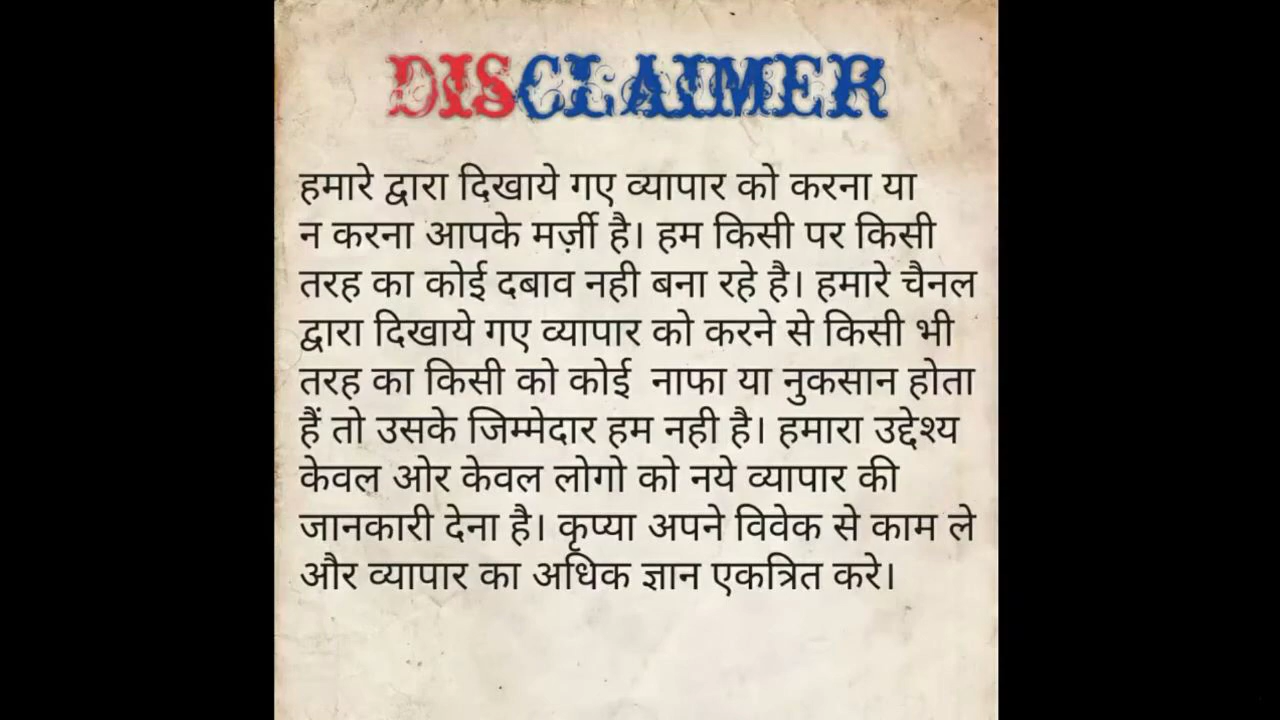 DISCLAIMER
हमारे द्वारा दिखाये गए व्यापार को करना या
न करना आपके मर्ज़ी है। हम किसी पर किसी
तरह का कोई दबाव नही बना रहे है। हमारे चैनल
द्वारा दिखाये गए व्यापार को करने से किसी भी
तरह का किसी को कोई  नाफा या नुकसान होता
हैं तो उसके जिम्मेदार हम नही है। हमारा उद्देश्य
केवल ओर केवल लोगो को नये व्यापार की
जानकारी देना है। कृप्या अपने विवेक से काम ले
और व्यापार का अधिक ज्ञान एकत्रित करे।